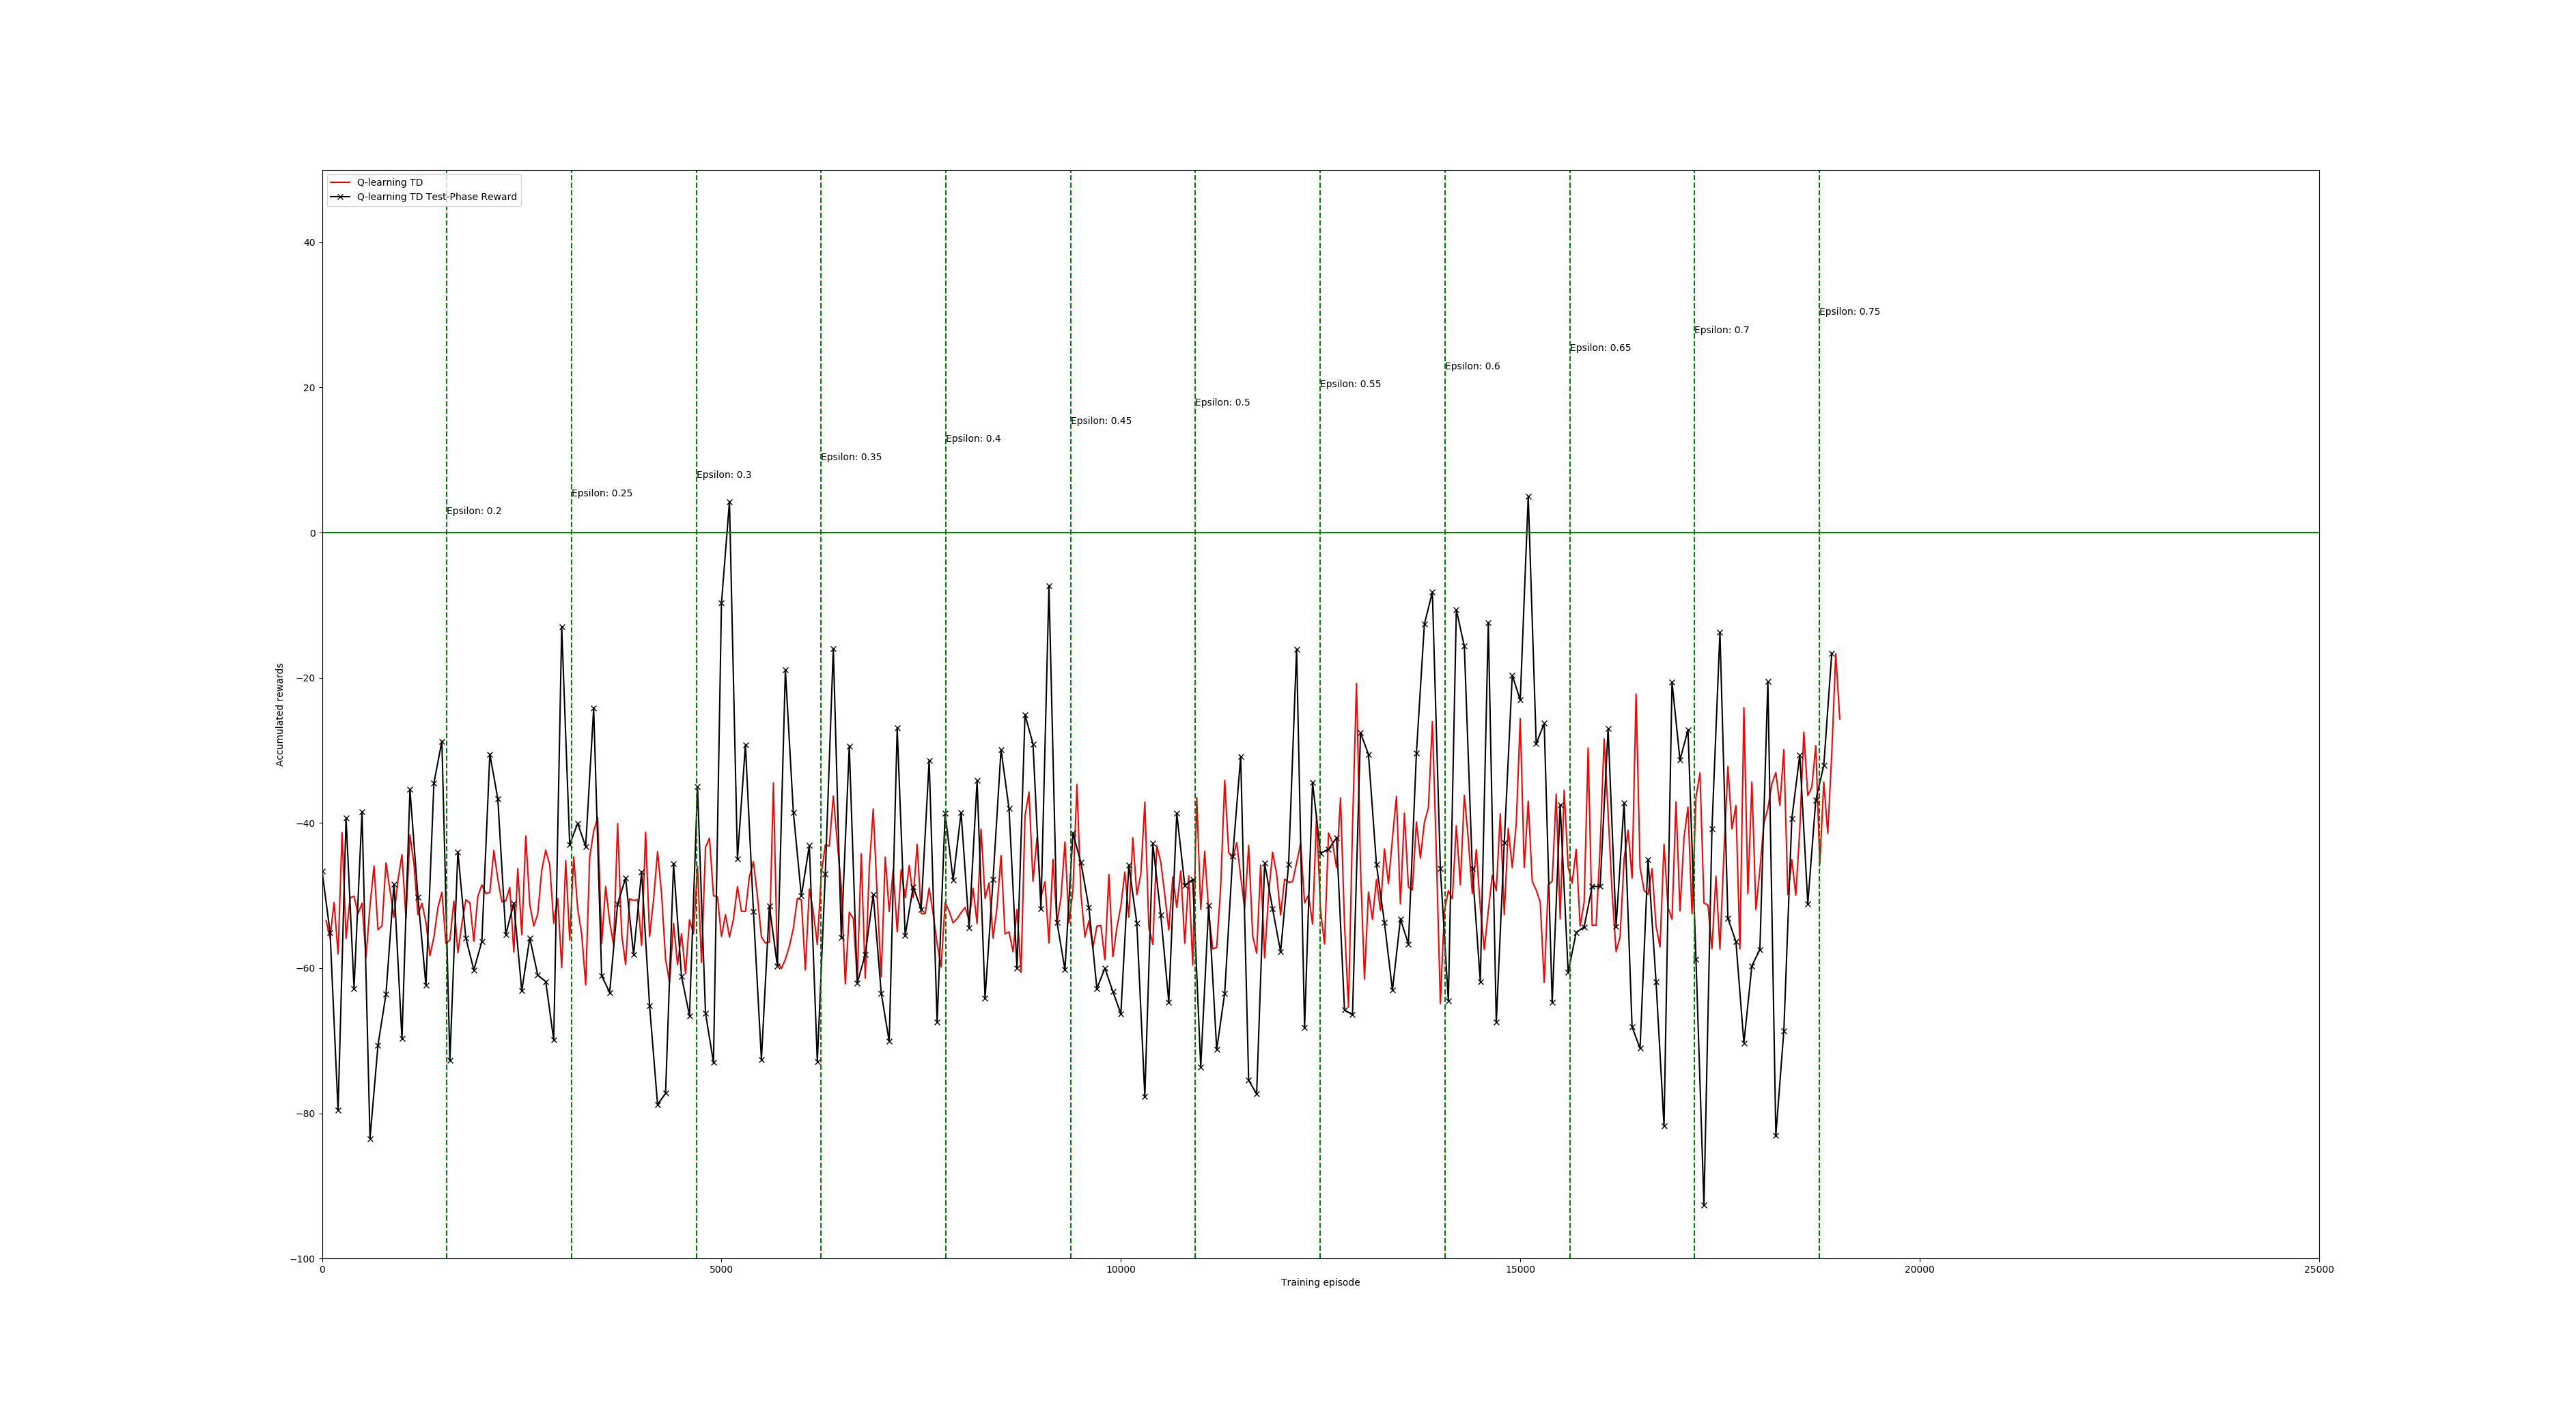 Q-learning TD
Q-learning TD Test-Phase Reward
40
20
0
−20
−40
−60
−80
−100
Accumulated rewards
Epsilon: 0.2
Epsilon: 0.25
Epsilon: 0.3
Epsilon: 0.35
Epsilon: 0.4
Epsilon: 0.45
Epsilon: 0.5
Epsilon: 0.55
Epsilon: 0.6
Epsilon: 0.65
Epsilon: 0.7
Epsilon: 0.75
0
5000
10000
15000
20000
25000
Training episode